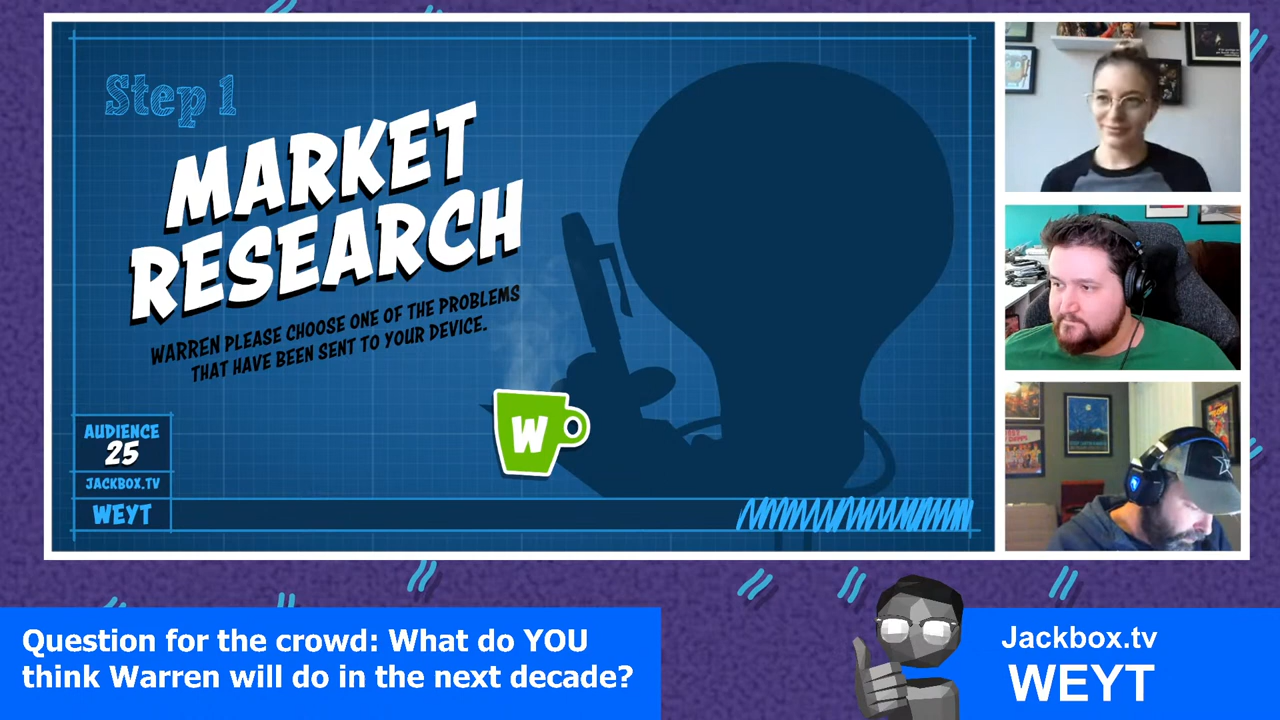 Step 1
MARKET
RESEARCH
WARREN PLEASE CHOOSE ONE OF THE PROBLEMS
THAT HAVE BEEN SENT TO YOUR DEVICE.
W
AUDIENCE
25
JACKBOX.TV
WEYT
Question for the crowd: What do YOU
think Warren will do in the next decade?
Jackbox.tv
WEYT